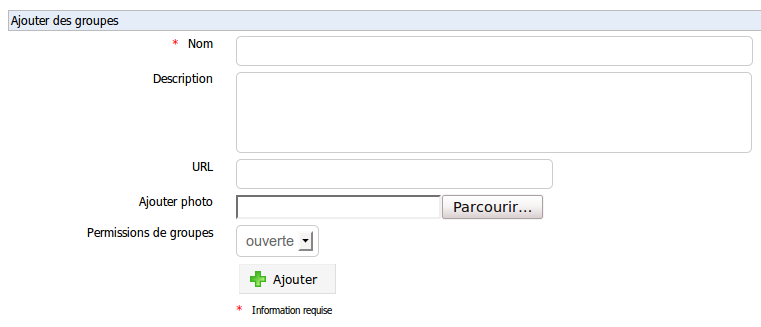 Ajouter des groupes
* Nom
Description
URL
Ajouter photo Parcourir...
Permissions de groupes ouverte
Ajouter
* Information requise